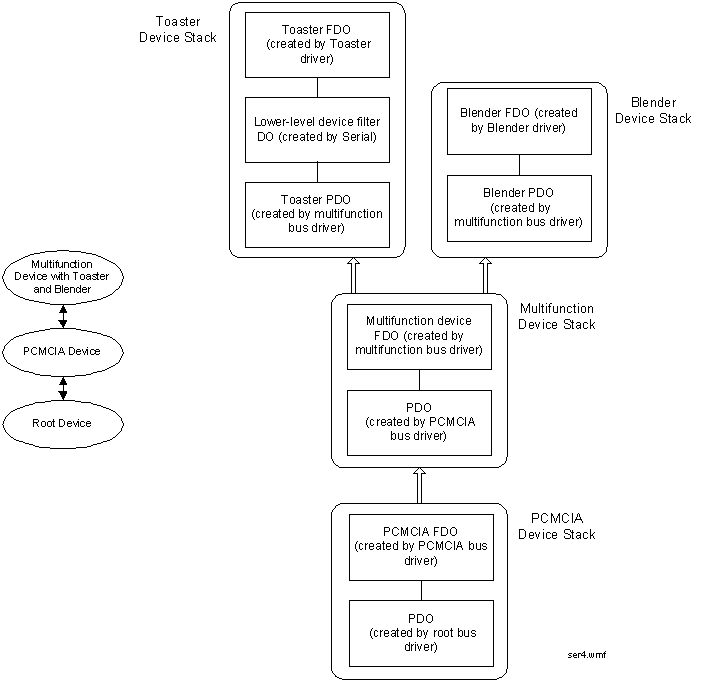 Toaster
Device Stack
Toaster FDO
(created by Toaster
driver)
Lower-level device filter
DO (created by Serial)
Toaster PDO
(created by multifunction
bus driver)
Blender
Device Stack
Blender FDO (created
by Blender driver)
Blender PDO
(created by
multifunction bus driver)
Multifunction
Device with Toaster
and Blender
PCMCIA Device
Root Device
Multifunction
Device Stack
Multifunction device
FDO (created by
multifunction bus driver)
PDO
(created by PCMCIA
bus driver)
PCMCIA
Device Stack
PCMCIA FDO
(created by PCMCIA bus
driver)
PDO
(created by root bus
driver)
ser4.wmf